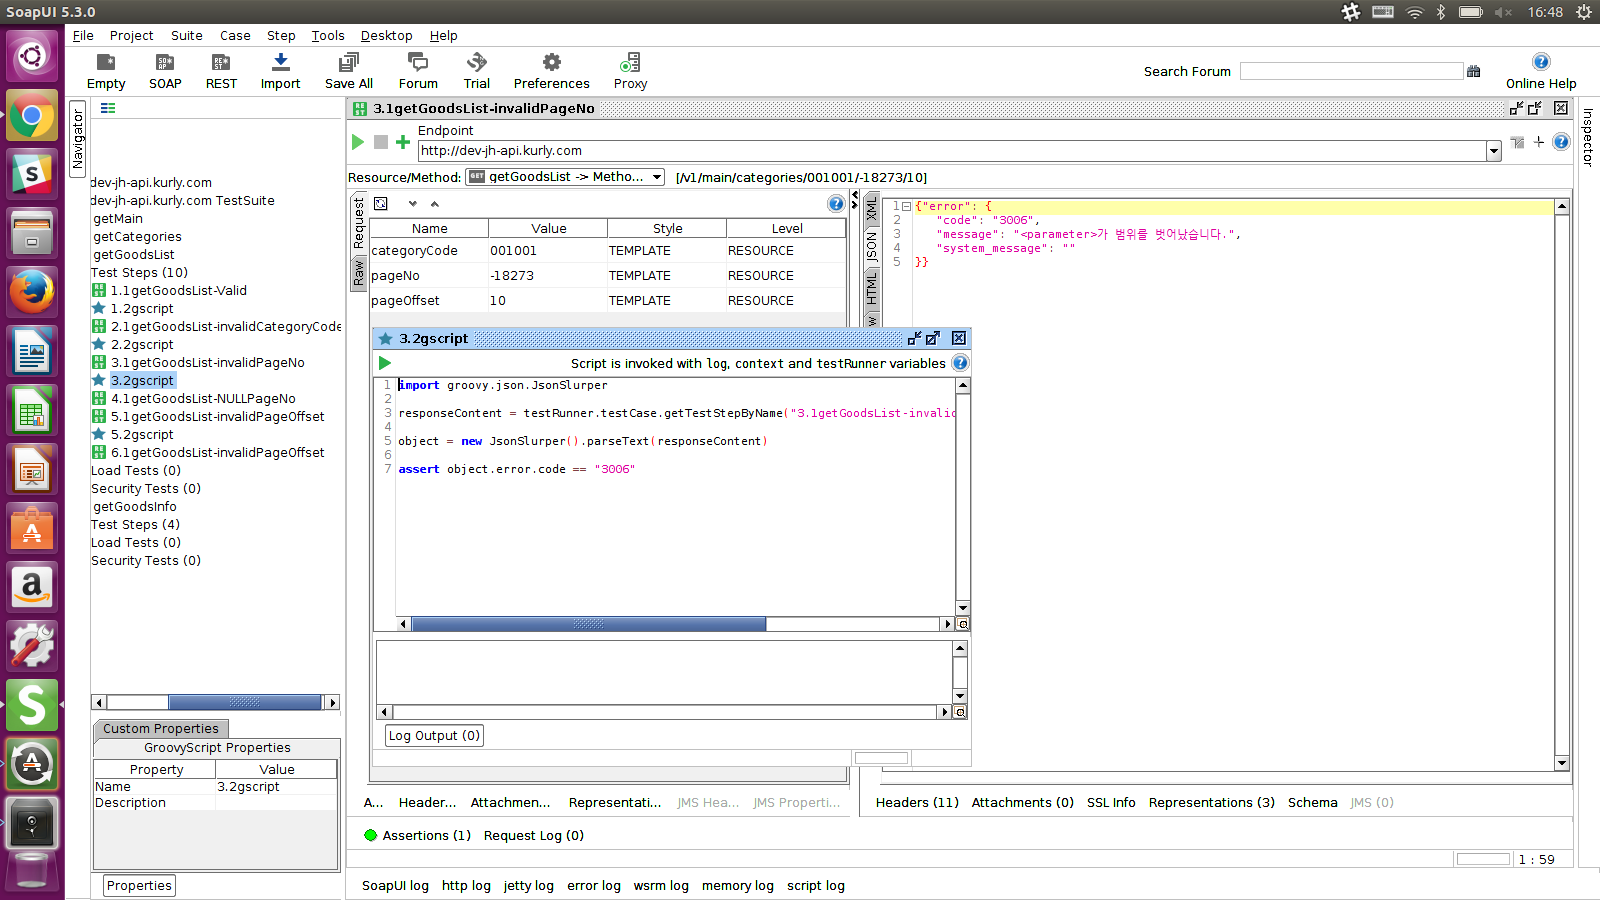 SoapUI 5.3.0
16:48
File Project Suite Case Step Tools Desktop Help
Empty SOAP REST Import Save All Forum Trial Preferences Proxy
Search Forum
Online Help
Navigator
dev-jh-api.kurly.com
dev-jh-api.kurly.com TestSuite
getMain
getCategories
getGoodsList
Test Steps (10)
1.1getGoodsList-Valid
1.2gscript
2.1getGoodsList-invalidCategoryCode
2.2gscript
3.1getGoodsList-invalidPageNo
3.2gscript
4.1getGoodsList-NULLPageNo
5.1getGoodsList-invalidPageOffset
5.2gscript
6.1getGoodsList-invalidPageOffset
Load Tests (0)
Security Tests (0)
getGoodsInfo
Test Steps (4)
Load Tests (0)
Security Tests (0)
Custom Properties
GroovyScript Properties
Property Value
Name 3.2gscript
Description
Properties
3.1getGoodsList-invalidPageNo
Endpoint
http://dev-jh-api.kurly.com
Resource/Method: GET getGoodsList -> Metho... [/v1/main/categories/001001/-18273/10]
Request
Raw
Name Value Style Level
categoryCode 001001 TEMPLATE RESOURCE
pageNo -18273 TEMPLATE RESOURCE
pageOffset 10 TEMPLATE RESOURCE
XML
JSON
HTML
1 {"error": {
2 "code": "3006",
3 "message": "<parameter>가 범위를 벗어났습니다.",
4 "system_message": ""
5 }}
Inspector
3.2gscript
Script is invoked with log, context and testRunner variables
1 import groovy.json.JsonSlurper
2
3 responseContent = testRunner.testCase.getTestStepByName("3.1getGoodsList-invalid
4
5 object = new JsonSlurper().parseText(responseContent)
6
7 assert object.error.code == "3006"
Log Output (0)
A... Header... Attachmen... Representati... JMS Hea... JMS Properti...
Headers (11) Attachments (0) SSL Info Representations (3) Schema JMS (0)
Assertions (1) Request Log (0)
1 : 59
SoapUI log http log jetty log error log wsrm log memory log script log